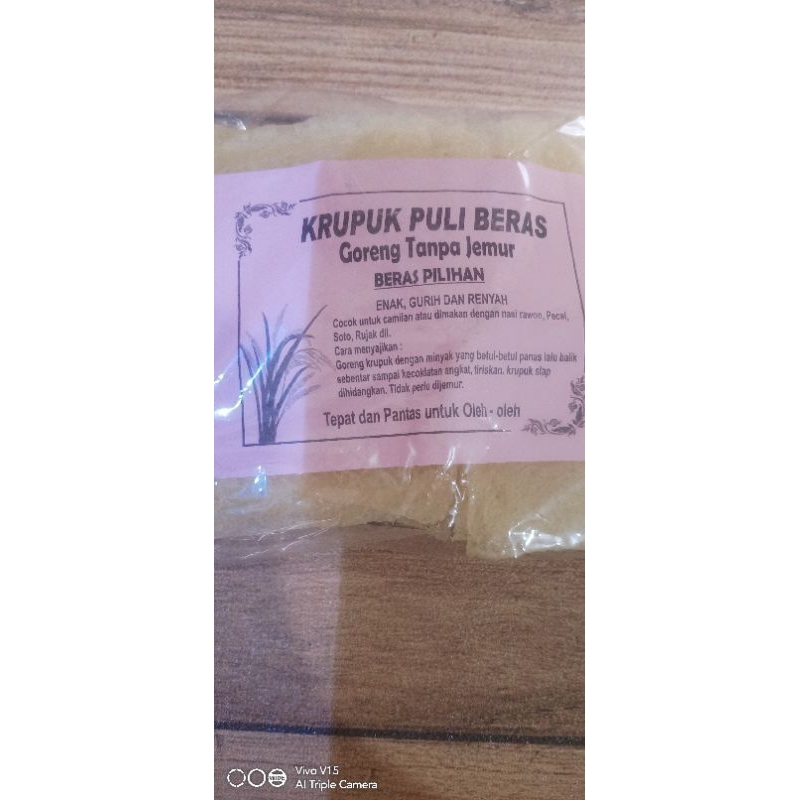 KRUPUK PULI BERAS
Goreng Tanpa Jemur
BERAS PILIHAN
ENAK, GURIH DAN RENYAH
Cocok untuk camilan atau dimakan dengan nasi rawon, Pecel,
Soto, Rujak dll.
Cara menyajikan :
Goreng krupuk dengan minyak yang betul-betul panas lalu balik
sebentar sampai kecoklatan angkat, tiriskan. krupuk siap
dihidangkan. Tidak perlu dijemur.
Tepat dan Pantas untuk Oleh - oleh
Vivo V15
AI Triple Camera